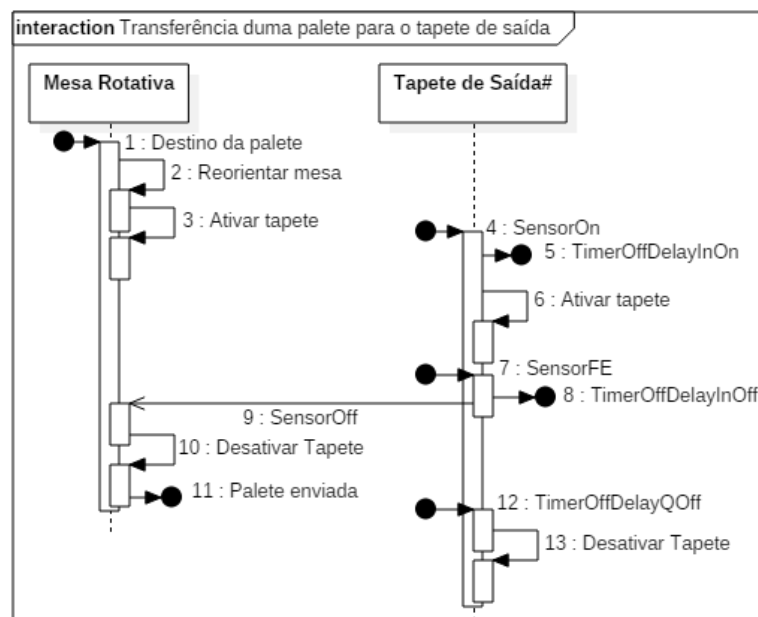 interaction Transferência duma palete para o tapete de saída
Mesa Rotativa
Tapete de Saída#
1 : Destino da palete
2 : Reorientar mesa
3 : Ativar tapete
4 : SensorOn
5 : TimerOffDelayInOn
6 : Ativar tapete
7 : SensorFE
8 : TimerOffDelayInOff
9 : SensorOff
10 : Desativar Tapete
11 : Palete enviada
12 : TimerOffDelayQOff
13 : Desativar Tapete